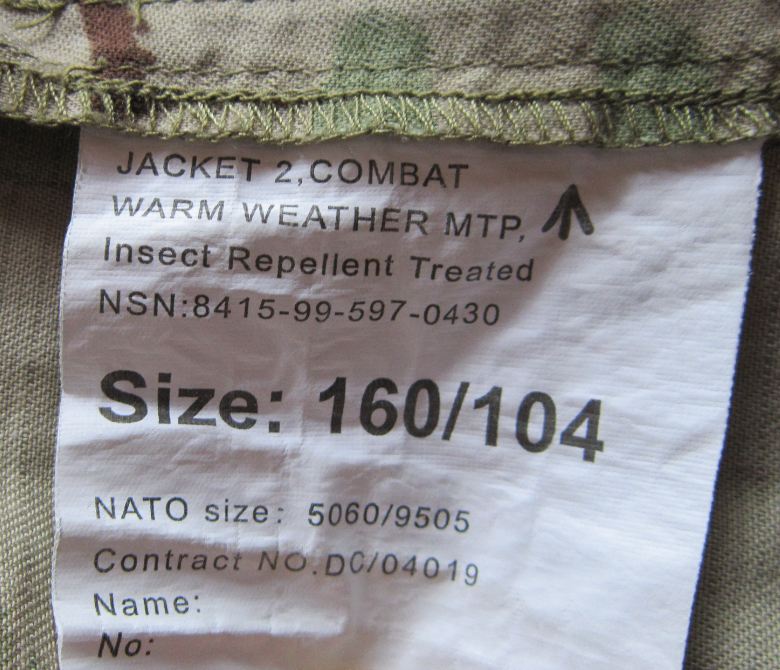 JACKET 2,COMBAT
WARM WEATHER MTP,
Insect Repellent Treated
NSN:8415-99-597-0430
Size: 160/104
NATO size: 5060/9505
Contract NO.DC/04019
Name:
No: